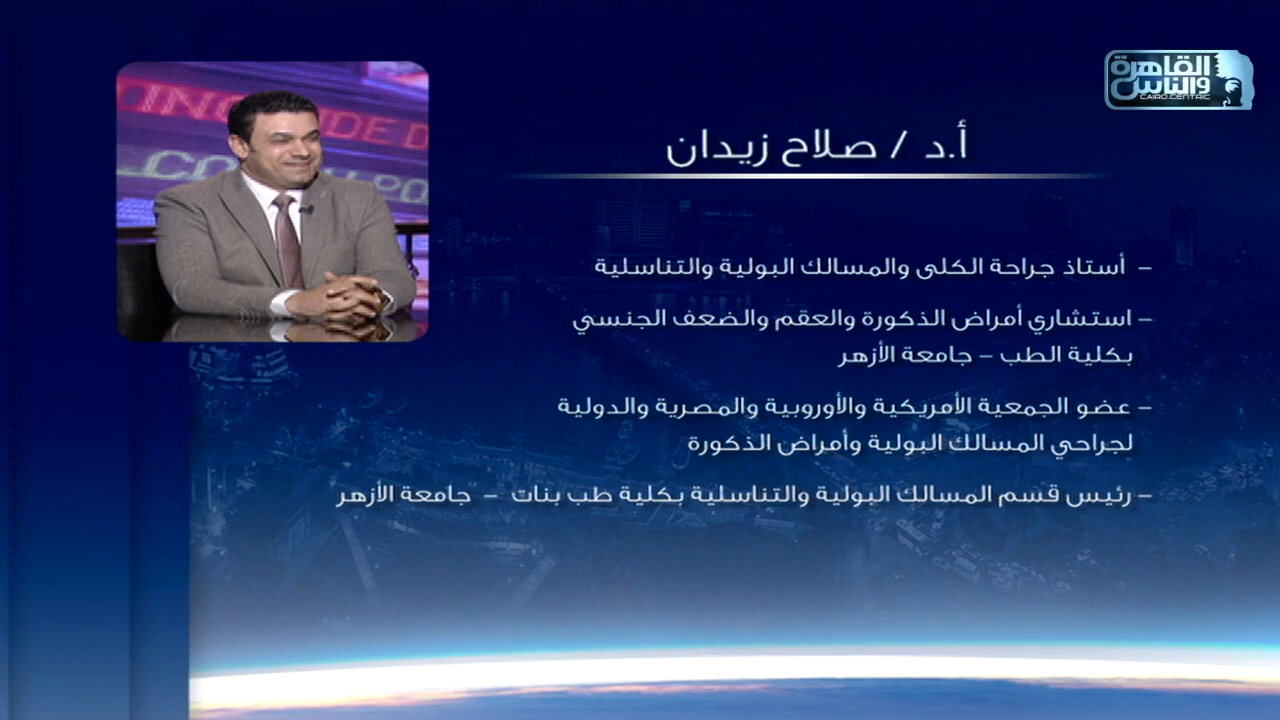 القاهرة
والناس
CAIRO.CENTRIC
أ.د / صلاح زيدان
- أستاذ جراحة الكلى والمسالك البولية والتناسلية
- استشاري أمراض الذكورة والعقم والضعف الجنسي
بكلية الطب - جامعة الأزهر
- عضو الجمعية الأمريكية والأوروبية والمصرية والدولية
لجراحي المسالك البولية وأمراض الذكورة
- رئيس قسم المسالك البولية والتناسلية بكلية طب بنات - جامعة الأزهر